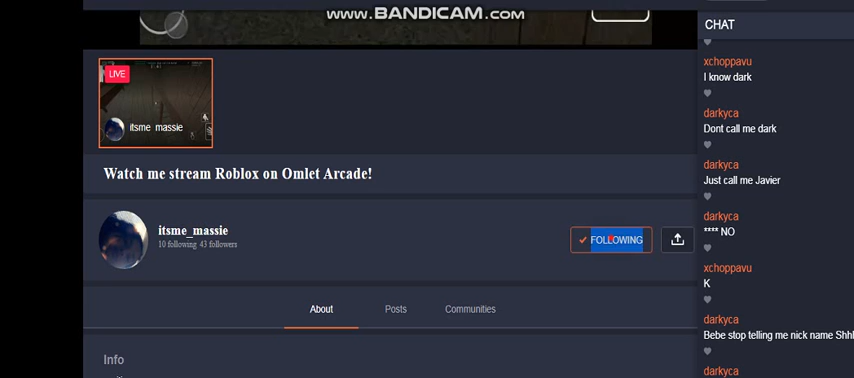 www.BANDICAM.com
LIVE
itsme massie
Watch me stream Roblox on Omlet Arcade!
itsme_massie
10 following 43 followers
FOLLOWING
About
Posts
Communities
Info
CHAT
xchoppavu
I know dark
darkyca
Dont call me dark
darkyca
Just call me Javier
darkyca
**** NO
xchoppavu
K
darkyca
Bebe stop telling me nick name Shhh
darkyca